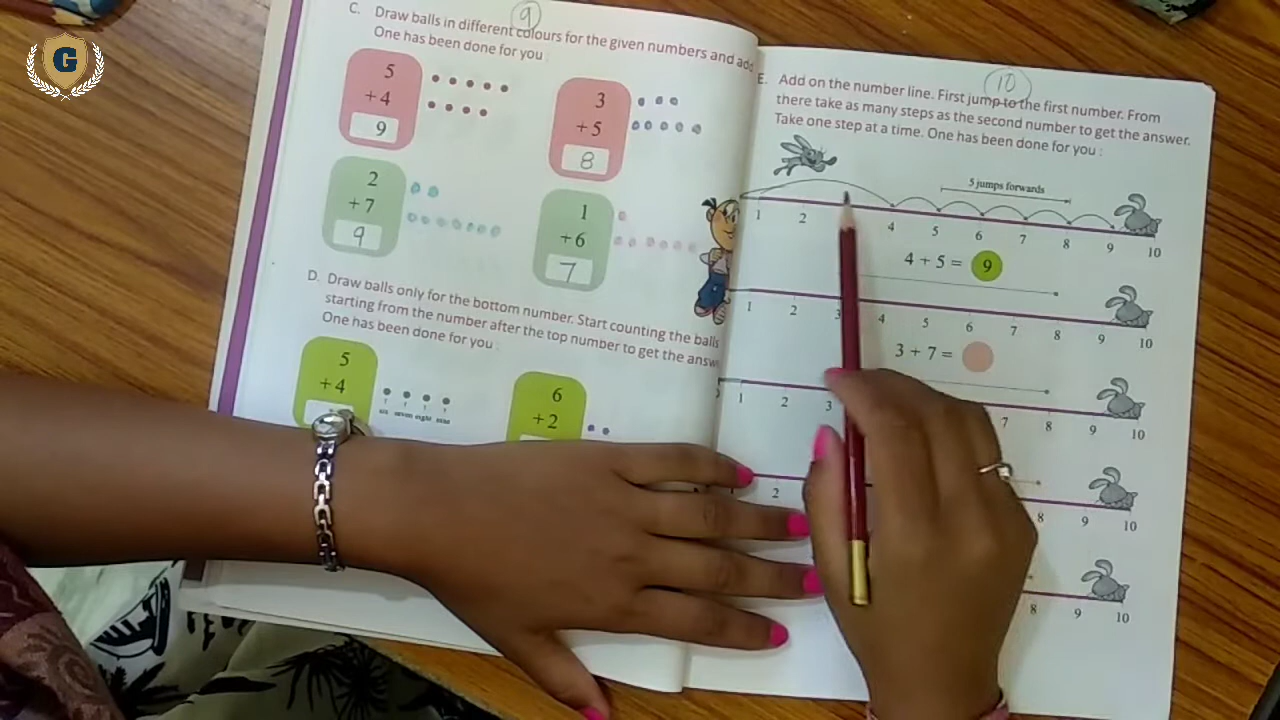 G
9
C. Draw balls in different colours for the given numbers and add
One has been done for you
5
+ 4
9
3
+ 5
8
2
+ 7
9
1
+ 6
7
D. Draw balls only for the bottom number. Start counting the balls
starting from the number after the top number to get the
One has been done for you
5
+ 4
six seven eight nine
6
+ 2
10
E. Add on the number line. First jump to the first number. From
there take as many steps as the second number to get the answer.
Take one step at a time. One has been done for you :
5 jumps forwards
1 2 4 5 6 7 8 9 10
4 + 5 = 9
1 2 3 4 5 6 7 8 9 10
3 + 7 =
1 2 3 7 8 9 10
2 8 9 10
8 9 10